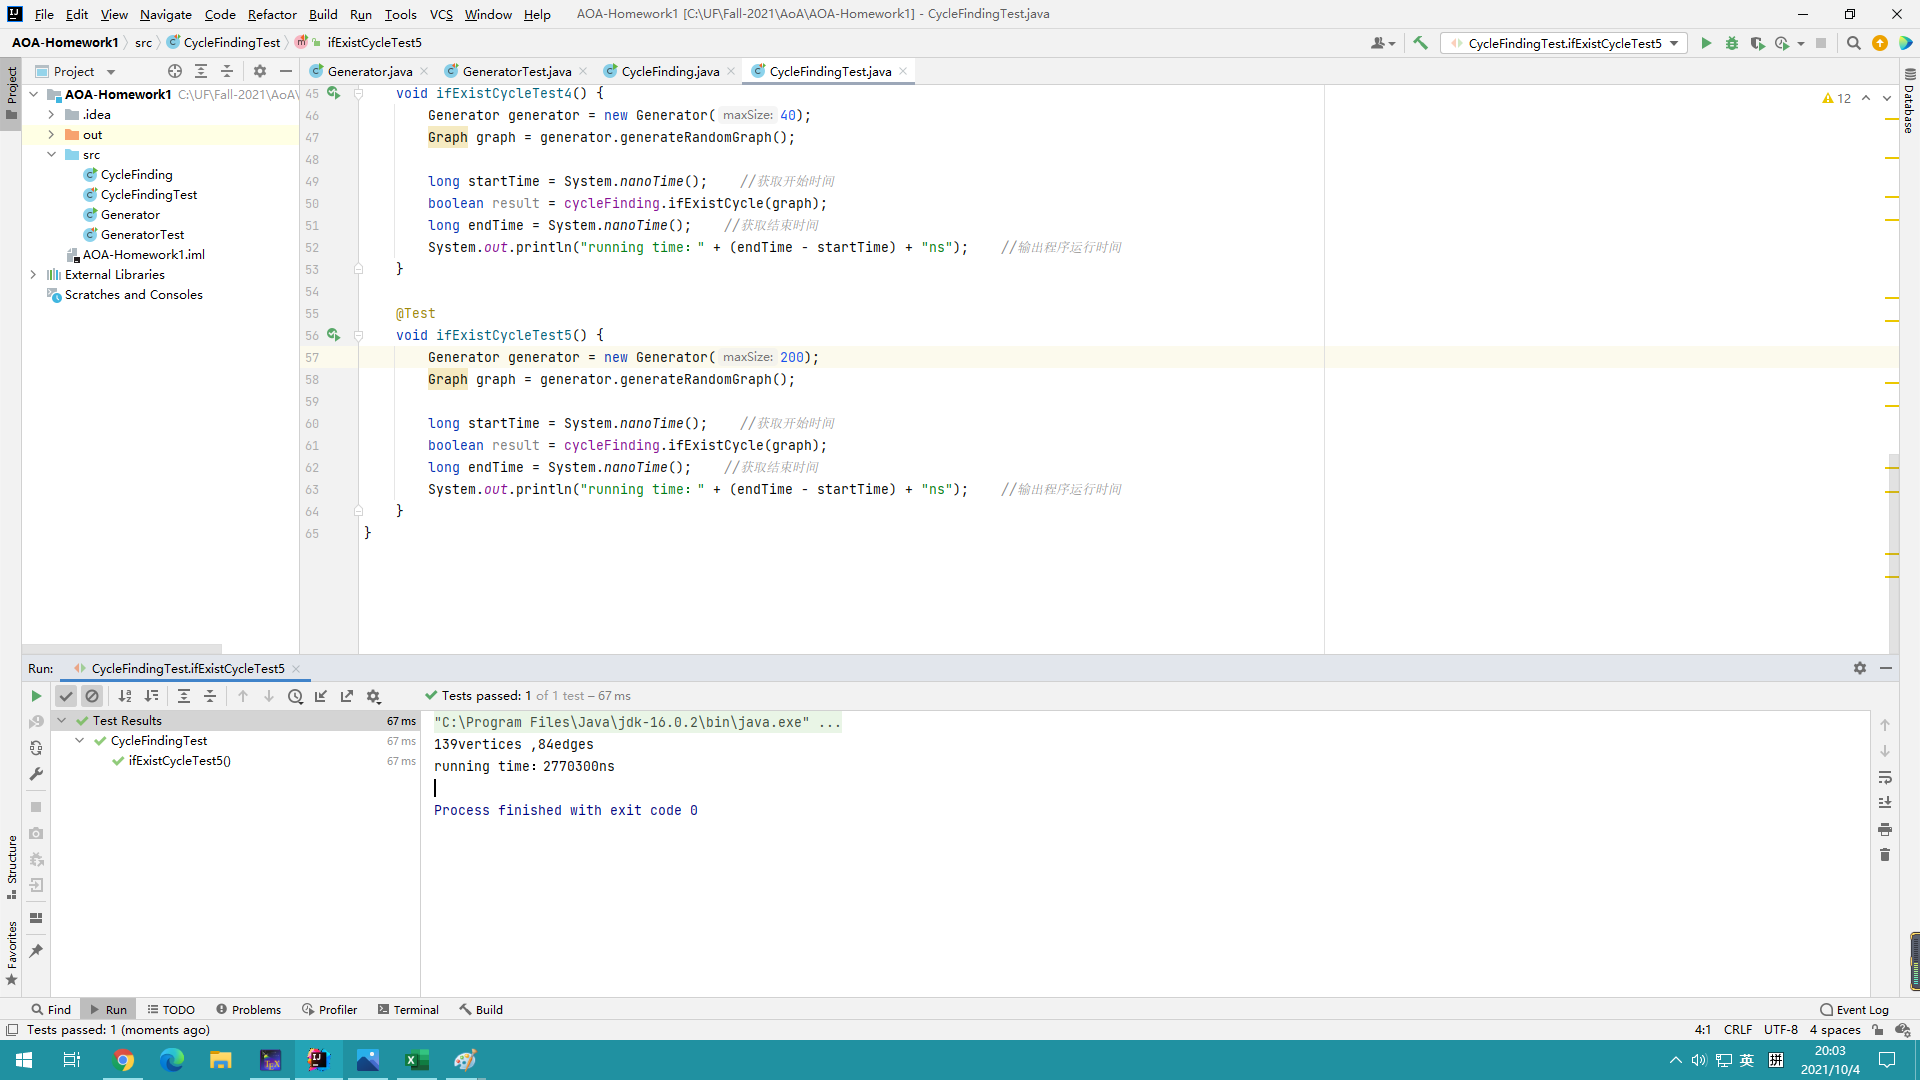 File Edit View Navigate Code Refactor Build Run Tools VCS Window Help AOA-Homework1 [C:\UF\Fall-2021\AoA\AOA-Homework1] - CycleFindingTest.java
AOA-Homework1 src CycleFindingTest ifExistCycleTest5
CycleFindingTest.ifExistCycleTest5
Project
Generator.java GeneratorTest.java CycleFinding.java CycleFindingTest.java
Project
Database
AOA-Homework1 C:\UF\Fall-2021\AoA\
.idea
out
src
CycleFinding
CycleFindingTest
Generator
GeneratorTest
AOA-Homework1.iml
External Libraries
Scratches and Consoles
12
45 void ifExistCycleTest4() {
46 Generator generator = new Generator( maxSize: 40);
47 Graph graph = generator.generateRandomGraph();
48
49 long startTime = System.nanoTime(); //获取开始时间
50 boolean result = cycleFinding.ifExistCycle(graph);
51 long endTime = System.nanoTime(); //获取结束时间
52 System.out.println("running time：" + (endTime - startTime) + "ns"); //输出程序运行时间
53 }
54
55 @Test
56 void ifExistCycleTest5() {
57 Generator generator = new Generator( maxSize: 200);
58 Graph graph = generator.generateRandomGraph();
59
60 long startTime = System.nanoTime(); //获取开始时间
61 boolean result = cycleFinding.ifExistCycle(graph);
62 long endTime = System.nanoTime(); //获取结束时间
63 System.out.println("running time：" + (endTime - startTime) + "ns"); //输出程序运行时间
64 }
65 }
Run: CycleFindingTest.ifExistCycleTest5
Tests passed: 1 of 1 test – 67 ms
Test Results 67 ms
CycleFindingTest 67 ms
ifExistCycleTest5() 67 ms
"C:\Program Files\Java\jdk-16.0.2\bin\java.exe" ...
139vertices ,84edges
running time：2770300ns
Process finished with exit code 0
Structure
Favorites
Find Run TODO Problems Profiler Terminal Build Event Log
Tests passed: 1 (moments ago) 4:1 CRLF UTF-8 4 spaces
英 拼 20:03
2021/10/4